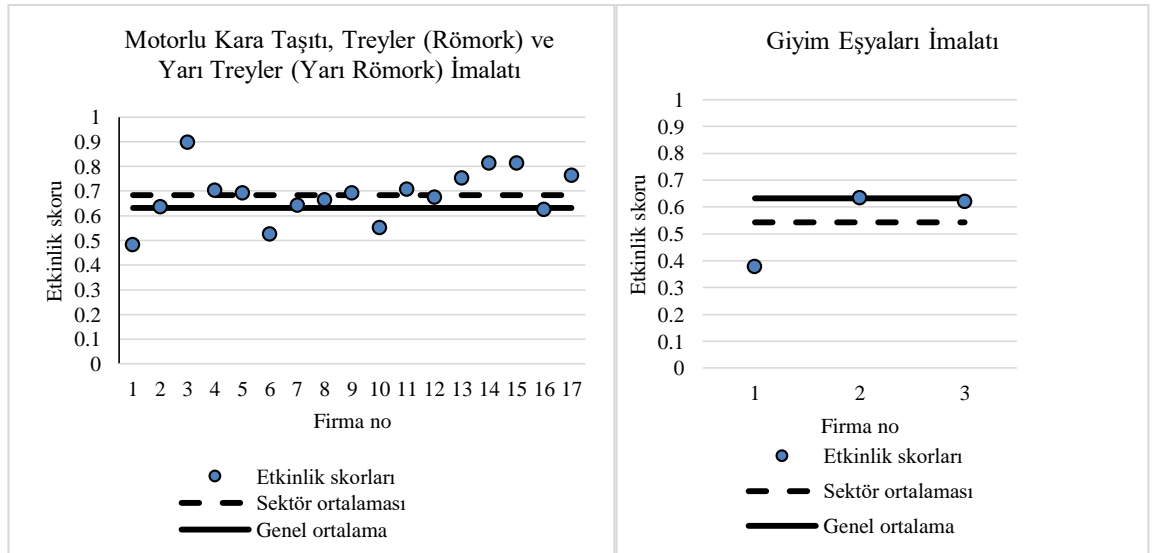 Motorlu Kara Taşıtı, Treyler (Römork) ve
Yarı Treyler (Yarı Römork) İmalatı
Etkinlik skoru
1
0.9
0.8
0.7
0.6
0.5
0.4
0.3
0.2
0.1
0
1 2 3 4 5 6 7 8 9 10 11 12 13 14 15 16 17
Firma no
Etkinlik skorları
Sektör ortalaması
Genel ortalama
Giyim Eşyaları İmalatı
Etkinlik skoru
1
0.9
0.8
0.7
0.6
0.5
0.4
0.3
0.2
0.1
0
1 2 3
Firma no
Etkinlik skorları
Sektör ortalaması
Genel ortalama